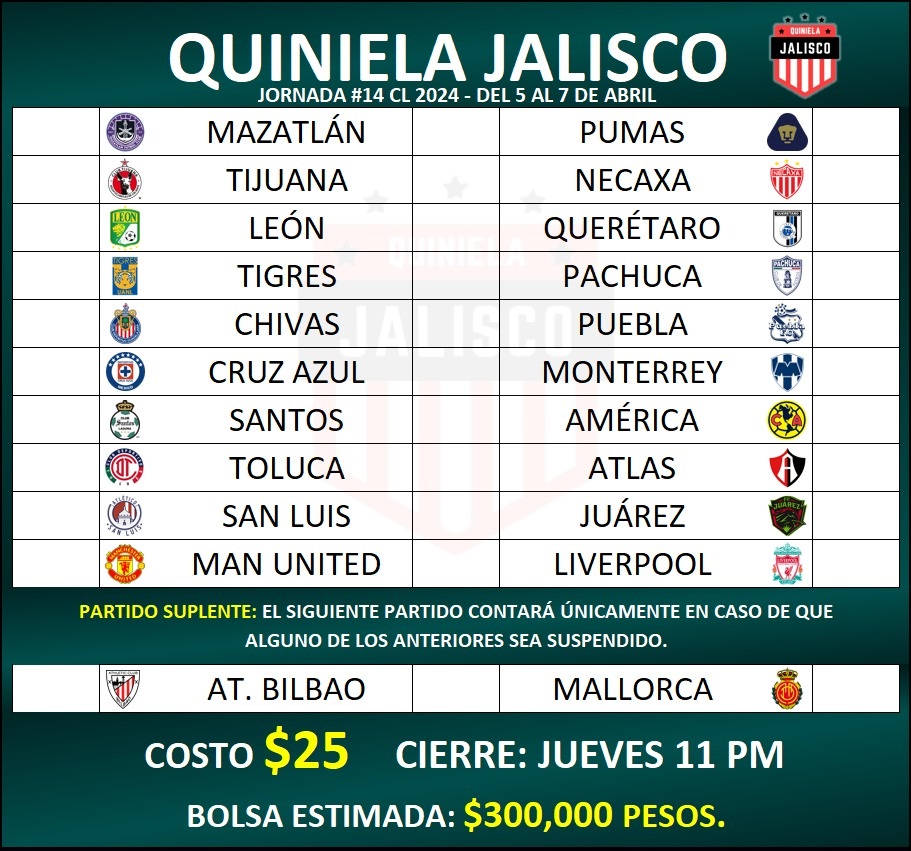 QUINIELA JALISCO
QUINIELA
JALISCO
JORNADA #14 CL 2024 - DEL 5 AL 7 DE ABRIL
MAZATLÁN PUMAS
TIJUANA NECAXA
LEÓN QUERÉTARO
TIGRES PACHUCA
CHIVAS PUEBLA
CRUZ AZUL MONTERREY
SANTOS AMÉRICA
TOLUCA ATLAS
SAN LUIS JUÁREZ
MAN UNITED LIVERPOOL
QUINIELA
JALISCO
PARTIDO SUPLENTE: EL SIGUIENTE PARTIDO CONTARÁ ÚNICAMENTE EN CASO DE QUE
ALGUNO DE LOS ANTERIORES SEA SUSPENDIDO.
AT. BILBAO MALLORCA
COSTO $25 CIERRE: JUEVES 11 PM
BOLSA ESTIMADA: $300,000 PESOS.